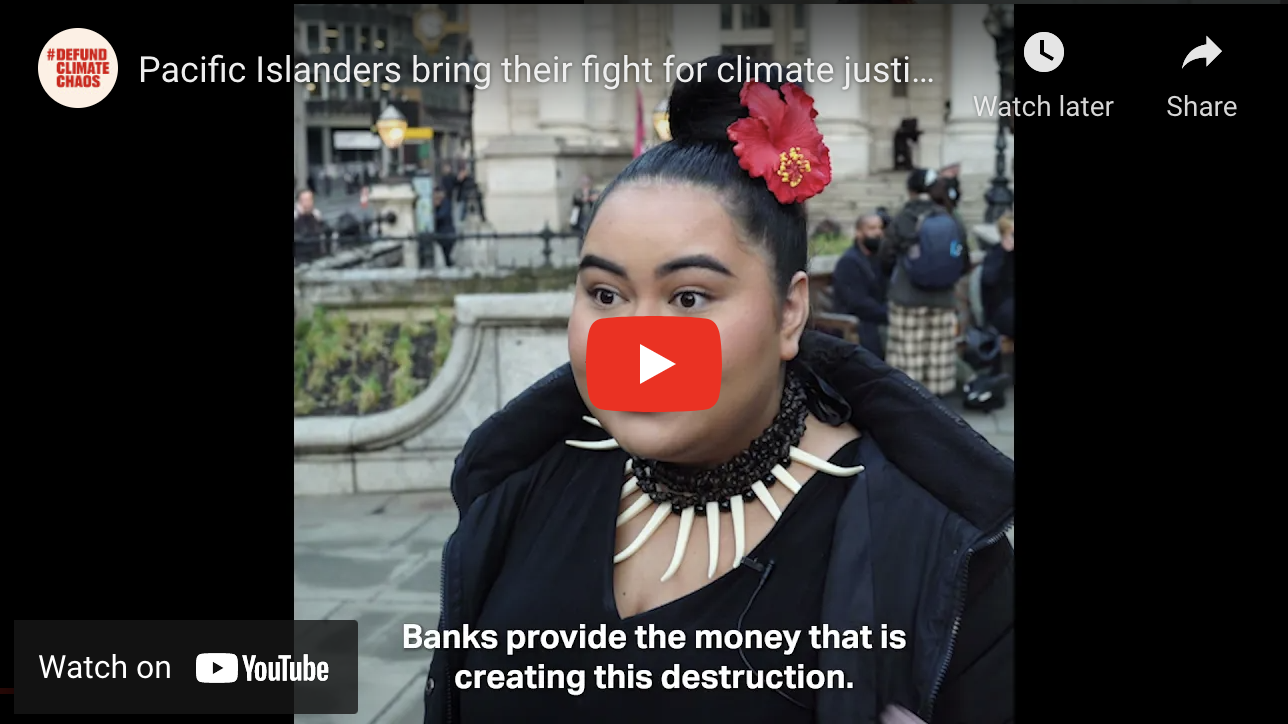 #DEFUND
CLIMATE
CHAOS
Pacific Islanders bring their fight for climate justi...
Watch later
Share
Banks provide the money that is
creating this destruction.
Watch on YouTube